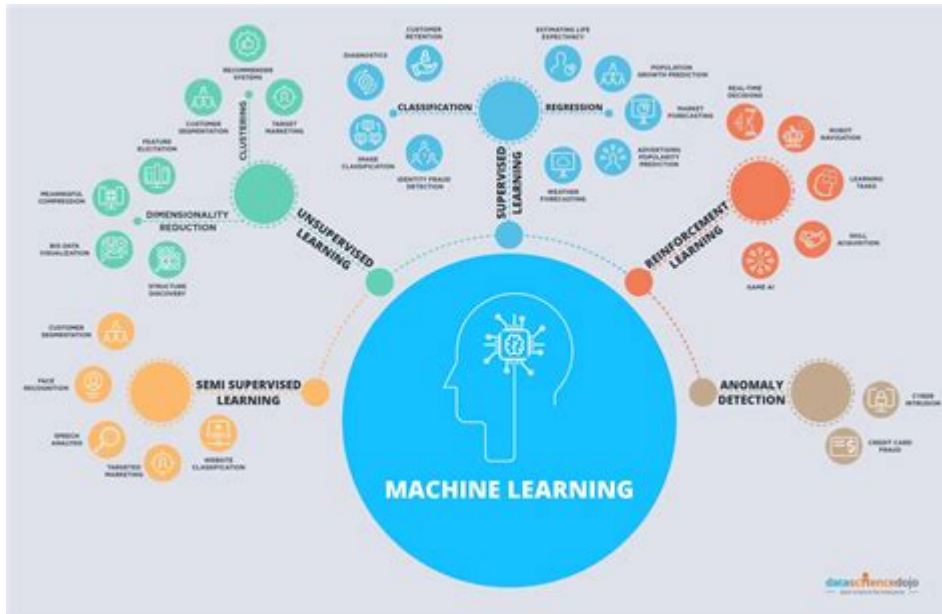 CUSTOMER
RETENTION
DIAGNOSTICS
CLASSIFICATION
IMAGE
CLASSIFICATION
IDENTITY FRAUD
DETECTION
ESTIMATING LIFE
EXPECTANCY
POPULATION
GROWTH PREDICTION
REGRESSION
MARKET
FORECASTING
ADVERTISING
POPULARITY
PREDICTION
WEATHER
FORECASTING
SUPERVISED
LEARNING
RECOMMENDER
SYSTEMS
CUSTOMER
SEGMENTATION
TARGET
MARKETING
CLUSTERING
FEATURE
ELICITATION
MEANINGFUL
COMPRESSION
DIMENSIONALITY
REDUCTION
BIG DATA
VISUALIZATION
STRUCTURE
DISCOVERY
UNSUPERVISED
LEARNING
REAL-TIME
DECISIONS
ROBOT
NAVIGATION
LEARNING
TASKS
SKILL
ACQUISITION
GAME AI
REINFORCEMENT
LEARNING
CUSTOMER
SEGMENTATION
FACE
RECOGNITION
SPEECH
ANALYSIS
TARGETED
MARKETING
WEBSITE
CLASSIFICATION
SEMI SUPERVISED
LEARNING
ANOMALY
DETECTION
CYBER
INTRUSION
CREDIT CARD
FRAUD
MACHINE LEARNING
datasciencedojo